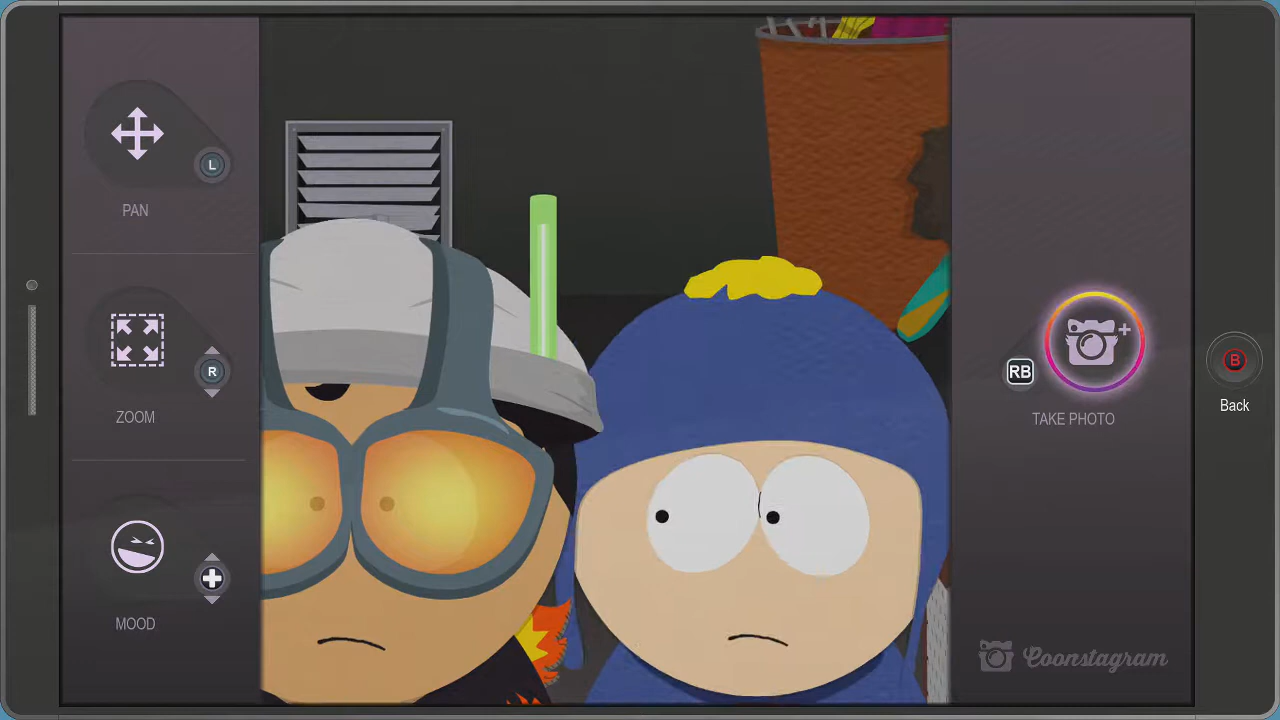 L
PAN
R
ZOOM
MOOD
RB
TAKE PHOTO
B
Back
Coonstagram